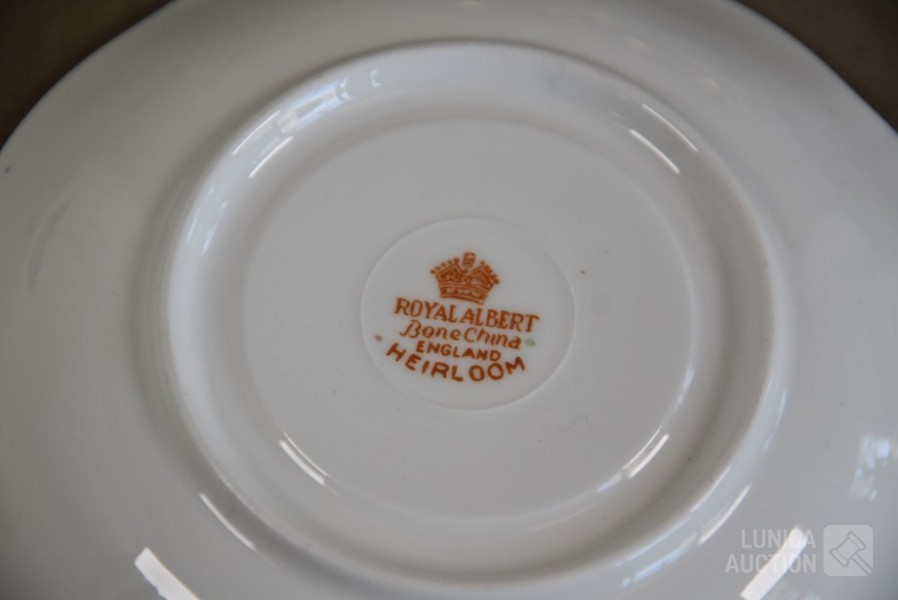 ROYAL ALBERT
Bone China
ENGLAND
HEIRLOOM
LUNICA
AUCTION